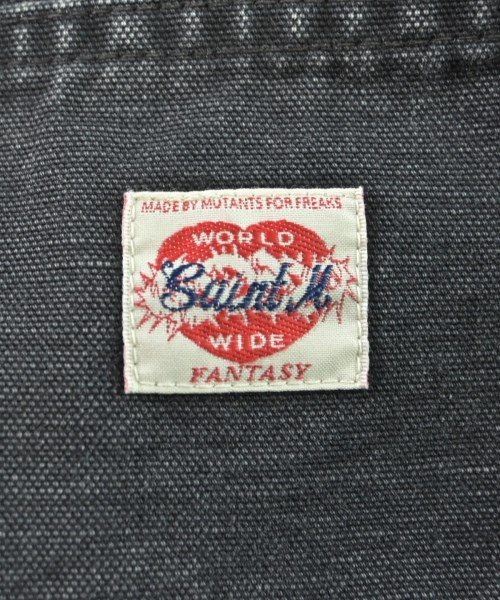 MADE BY MUTANTS FOR FREAKS
WORLD
Saint M
WIDE
FANTASY